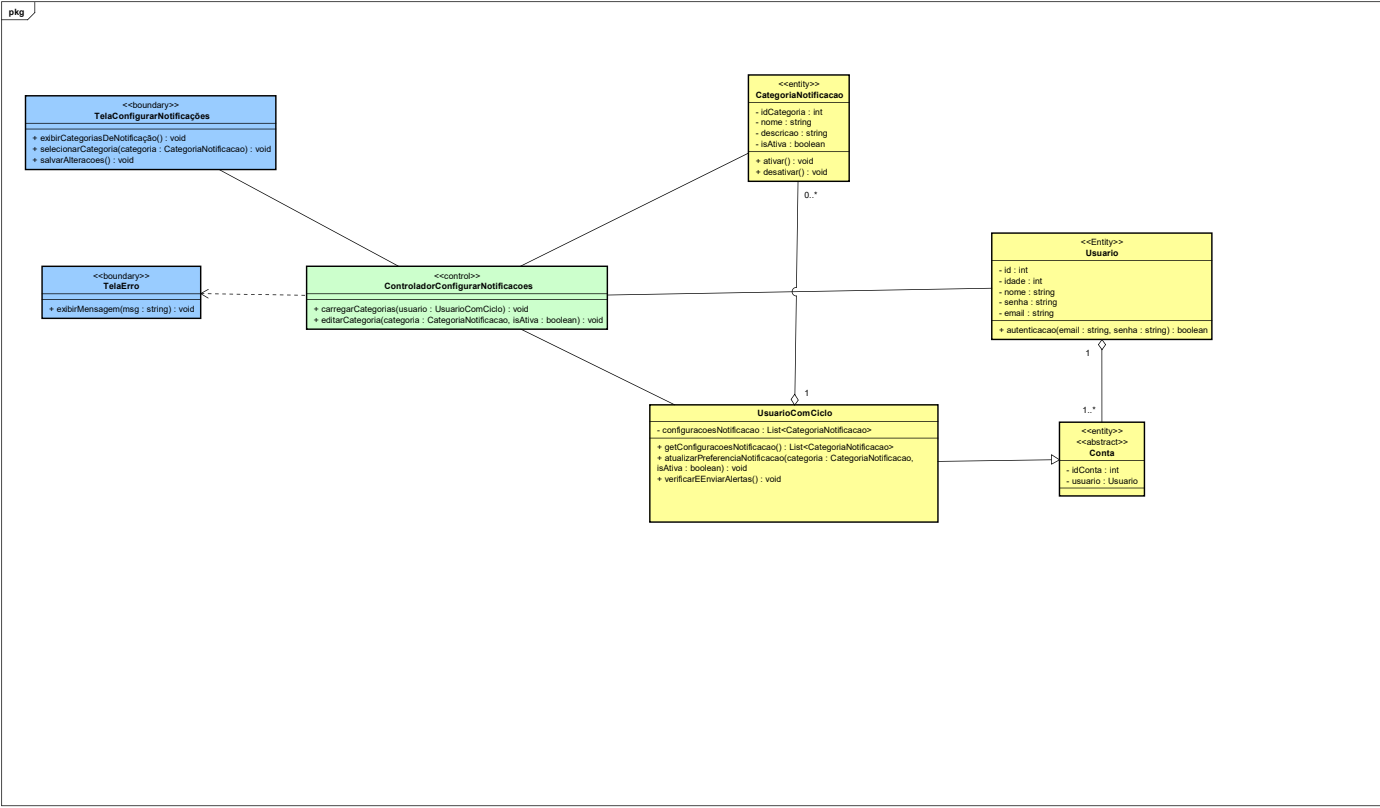 pkg
<<boundary>>
TelaConfigurarNotificações
+ exibirCategoriasDeNotificação() : void
+ selecionarCategoria(categoria : CategoriaNotificacao) : void
+ salvarAlteracoes() : void
<<entity>>
CategoriaNotificacao
- idCategoria : int
- nome : string
- descricao : string
- isAtiva : boolean
+ ativar() : void
+ desativar() : void
0..*
<<boundary>>
TelaErro
+ exibirMensagem(msg : string) : void
<<control>>
ControladorConfigurarNotificacoes
+ carregarCategorias(usuario : UsuarioComCiclo) : void
+ editarCategoria(categoria : CategoriaNotificacao, isAtiva : boolean) : void
<<Entity>>
Usuario
- id : int
- idade : int
- nome : string
- senha : string
- email : string
+ autenticacao(email : string, senha : string) : boolean
1
1..*
1
UsuarioComCiclo
- configuracoesNotificacao : List<CategoriaNotificacao>
+ getConfiguracoesNotificacao() : List<CategoriaNotificacao>
+ atualizarPreferenciaNotificacao(categoria : CategoriaNotificacao,
isAtiva : boolean) : void
+ verificarEEnviarAlertas() : void
<<entity>>
<<abstract>>
Conta
- idConta : int
- usuario : Usuario